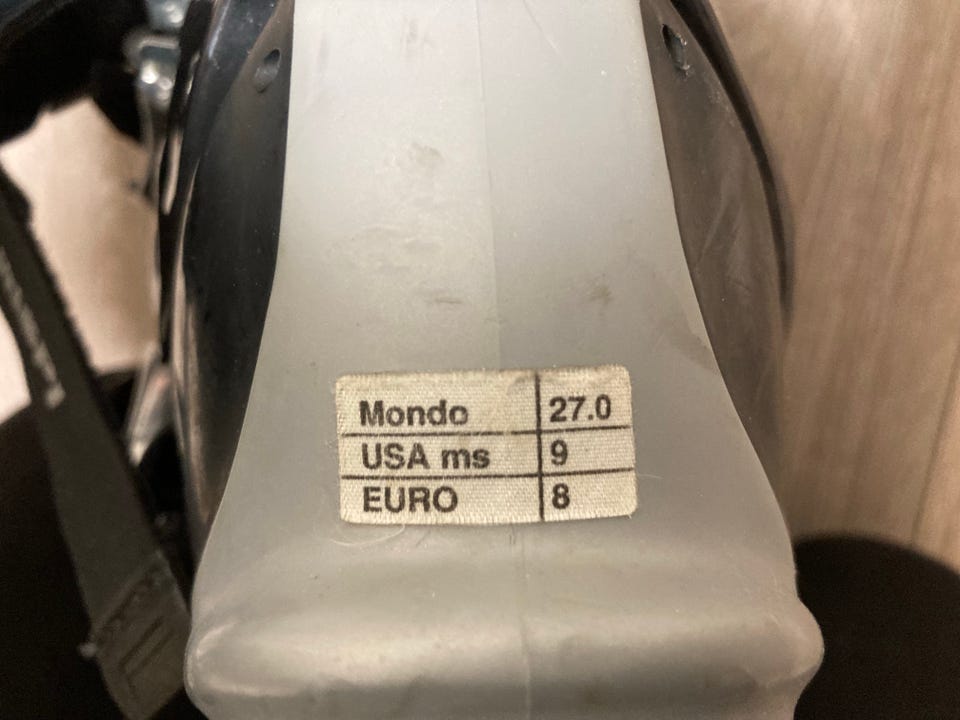 Mondo 27.0
USA ms 9
EURO 8